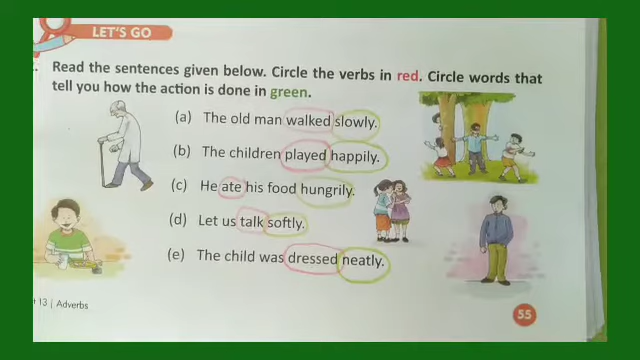 LET'S GO
Read the sentences given below. Circle the verbs in red. Circle words that
tell you how the action is done in green.
(a) The old man walked slowly.
(b) The children played happily.
(c) He ate his food hungrily.
(d) Let us talk softly.
(e) The child was dressed neatly.
13 | Adverbs
55